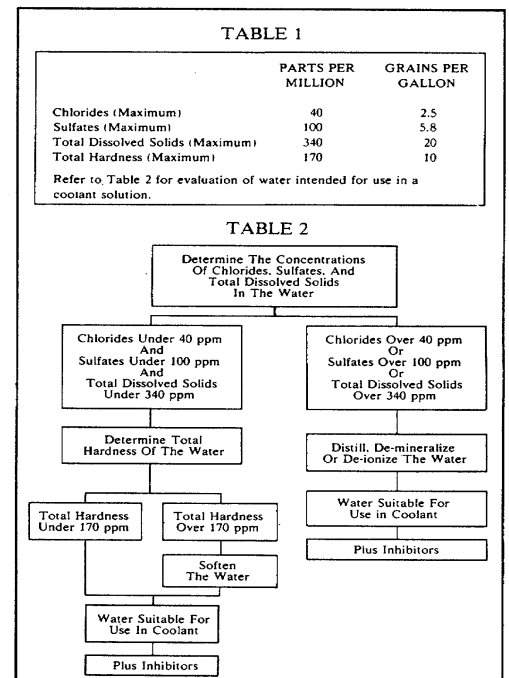 TABLE 1
PARTS PER GRAINS PER
MILLION GALLON
Chlorides (Maximum) 40 2.5
Sulfates (Maximum) 100 5.8
Total Dissolved Solids (Maximum) 340 20
Total Hardness (Maximum) 170 10
Refer to Table 2 for evaluation of water intended for use in a
coolant solution.
TABLE 2
Determine The Concentrations
Of Chlorides, Sulfates, And
Total Dissolved Solids
In The Water
Chlorides Under 40 ppm
And
Sulfates Under 100 ppm
And
Total Dissolved Solids
Under 340 ppm
Chlorides Over 40 ppm
Or
Sulfates Over 100 ppm
Or
Total Dissolved Solids
Over 340 ppm
Determine Total
Hardness Of The Water
Distill, De-mineralize
Or De-ionize The Water
Total Hardness
Under 170 ppm
Total Hardness
Over 170 ppm
Water Suitable For
Use in Coolant
Plus Inhibitors
Soften
The Water
Water Suitable For
Use In Coolant
Plus Inhibitors